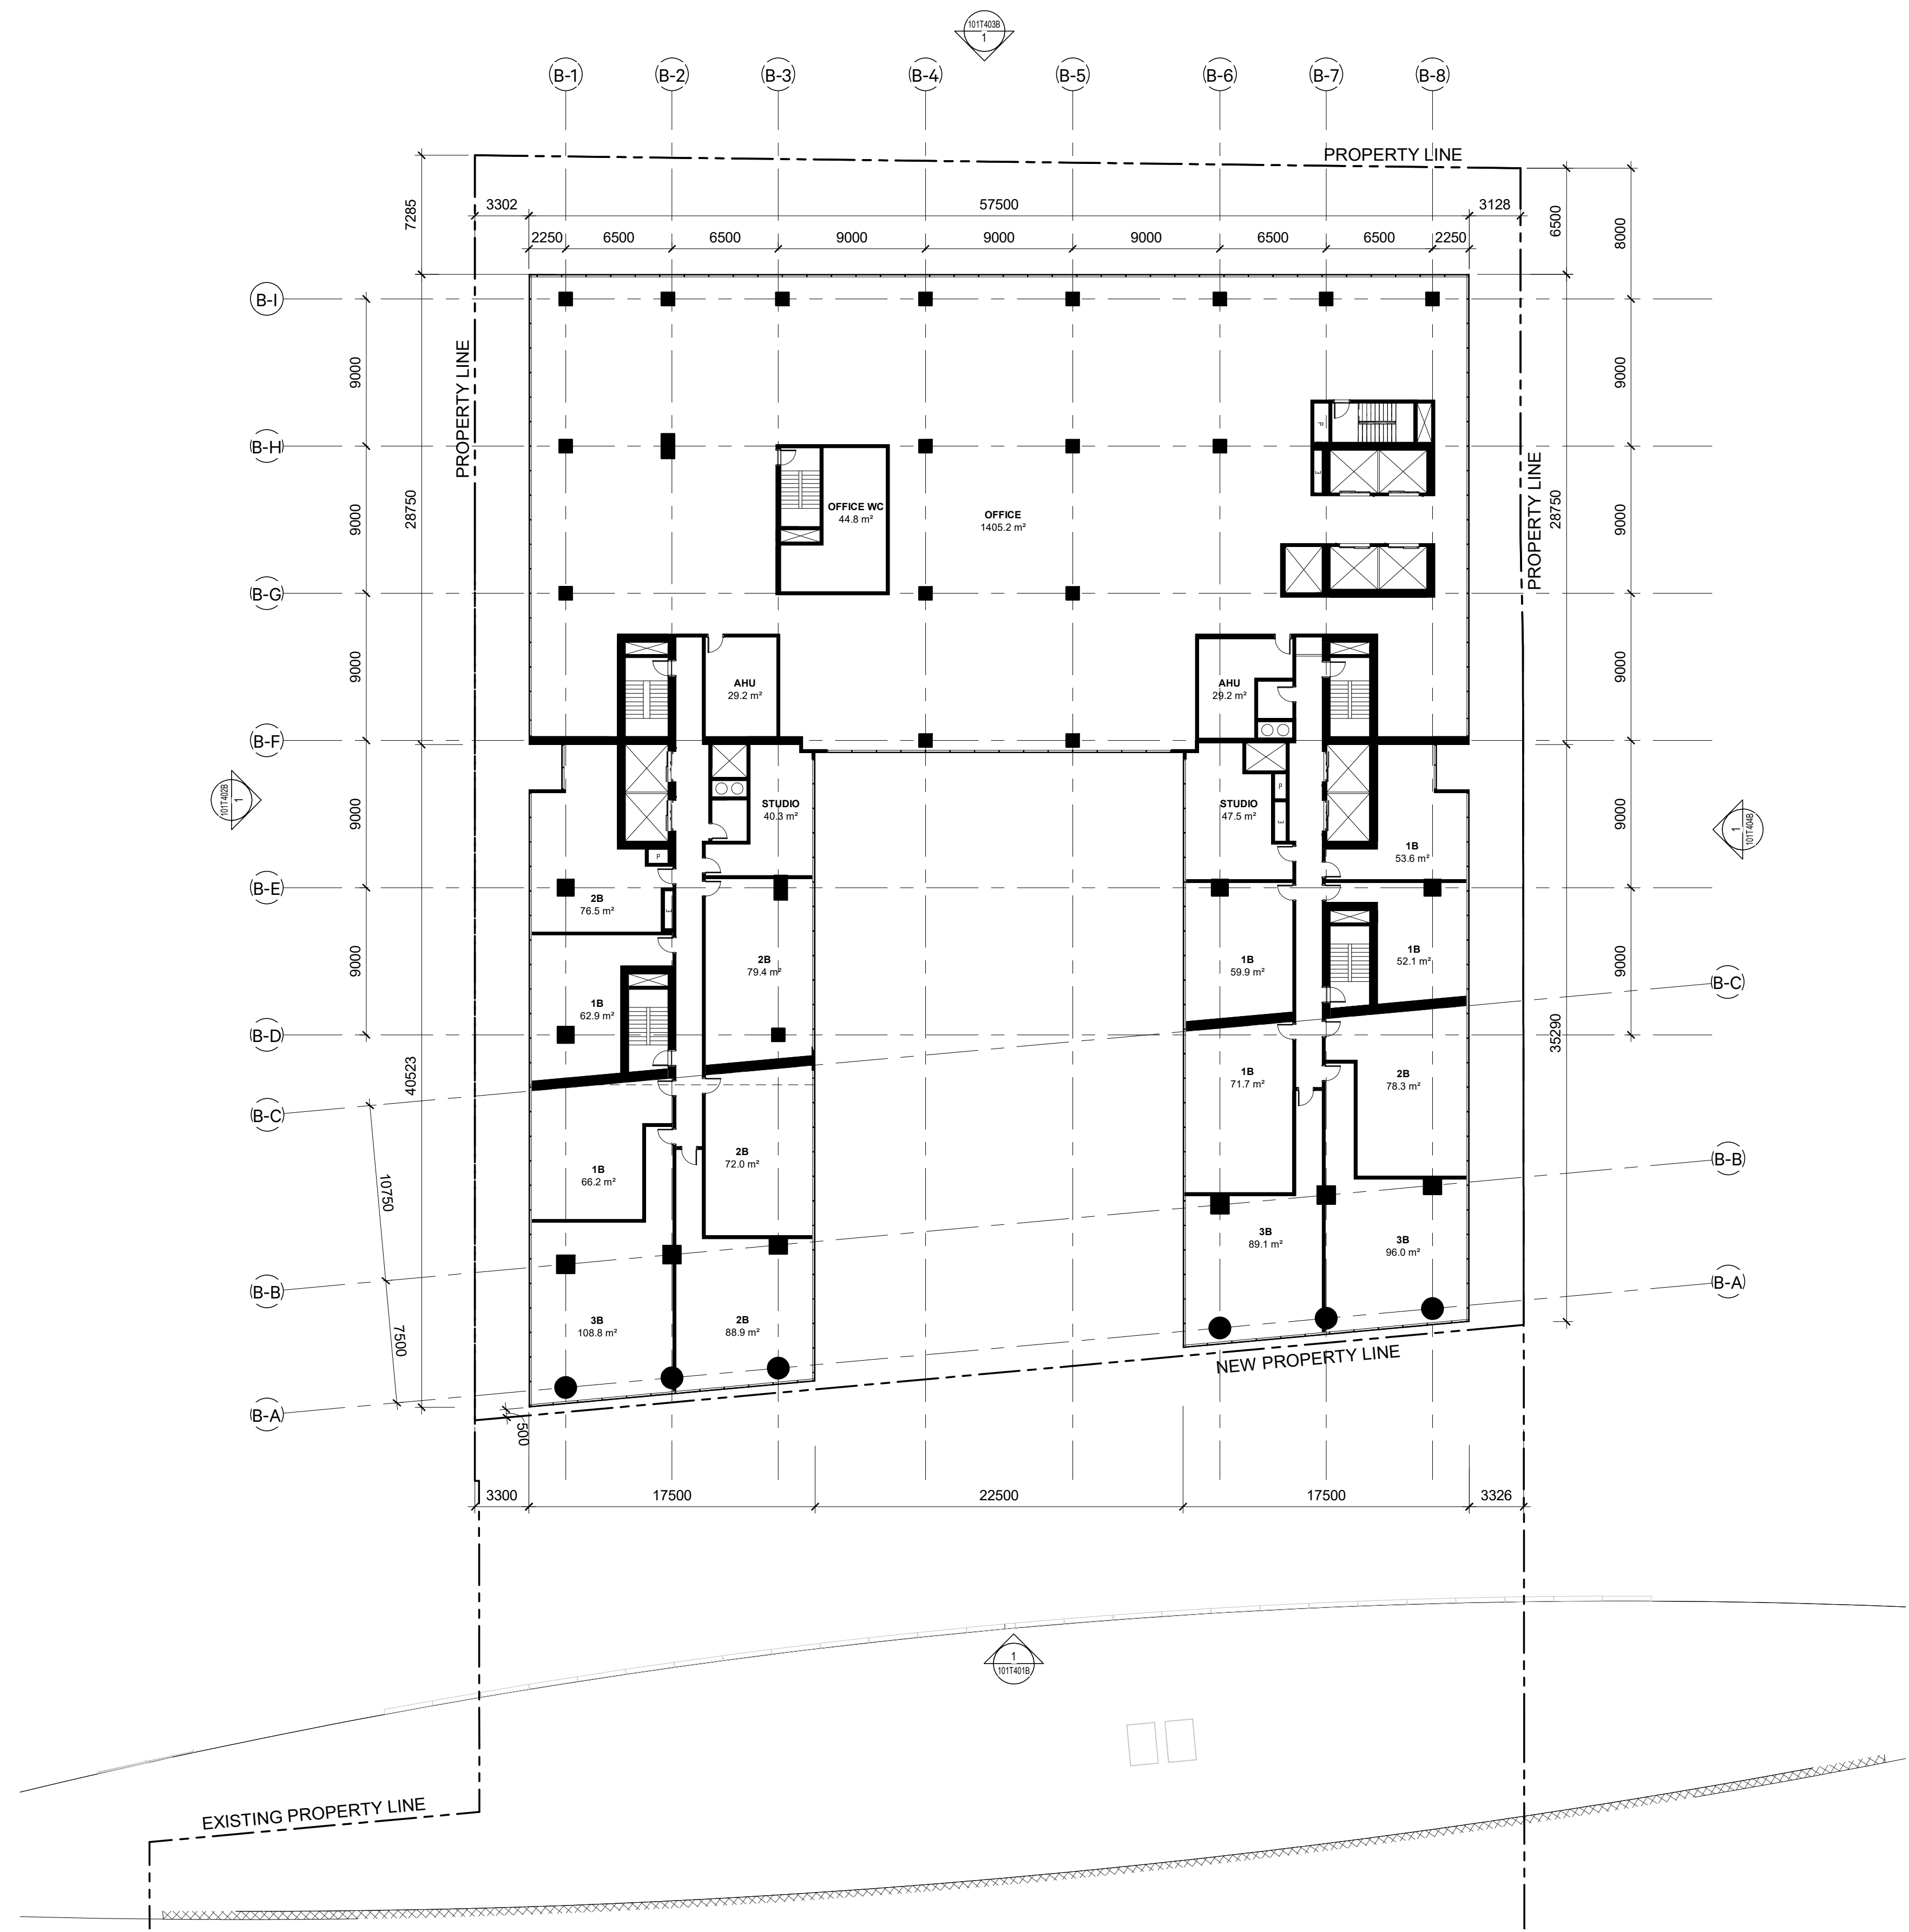 101T403B
1
B-1
B-2
B-3
B-4
B-5
B-6
B-7
B-8
PROPERTY LINE
7285
3302
57500
3128
6500
8000
2250
6500
6500
9000
9000
9000
6500
6500
2250
B-I
PROPERTY LINE
9000
9000
P
B-H
E
PROPERTY LINE
OFFICE WC
44.8 m²
OFFICE
1405.2 m²
9000
28750
28750
9000
B-G
9000
AHU
29.2 m²
AHU
29.2 m²
9000
B-F
101T402B
1
9000
STUDIO
40.3 m²
P
STUDIO
47.5 m²
E
9000
1
101T404B
P
1B
53.6 m²
B-E
2B
76.5 m²
E
9000
2B
79.4 m²
1B
59.9 m²
1B
52.1 m²
9000
B-C
1B
62.9 m²
B-D
35290
40523
1B
71.7 m²
2B
78.3 m²
B-C
10750
1B
66.2 m²
2B
72.0 m²
B-B
3B
89.1 m²
3B
96.0 m²
B-B
B-A
7500
3B
108.8 m²
2B
88.9 m²
NEW PROPERTY LINE
B-A
500
3300
17500
22500
17500
3326
1
101T401B
EXISTING PROPERTY LINE